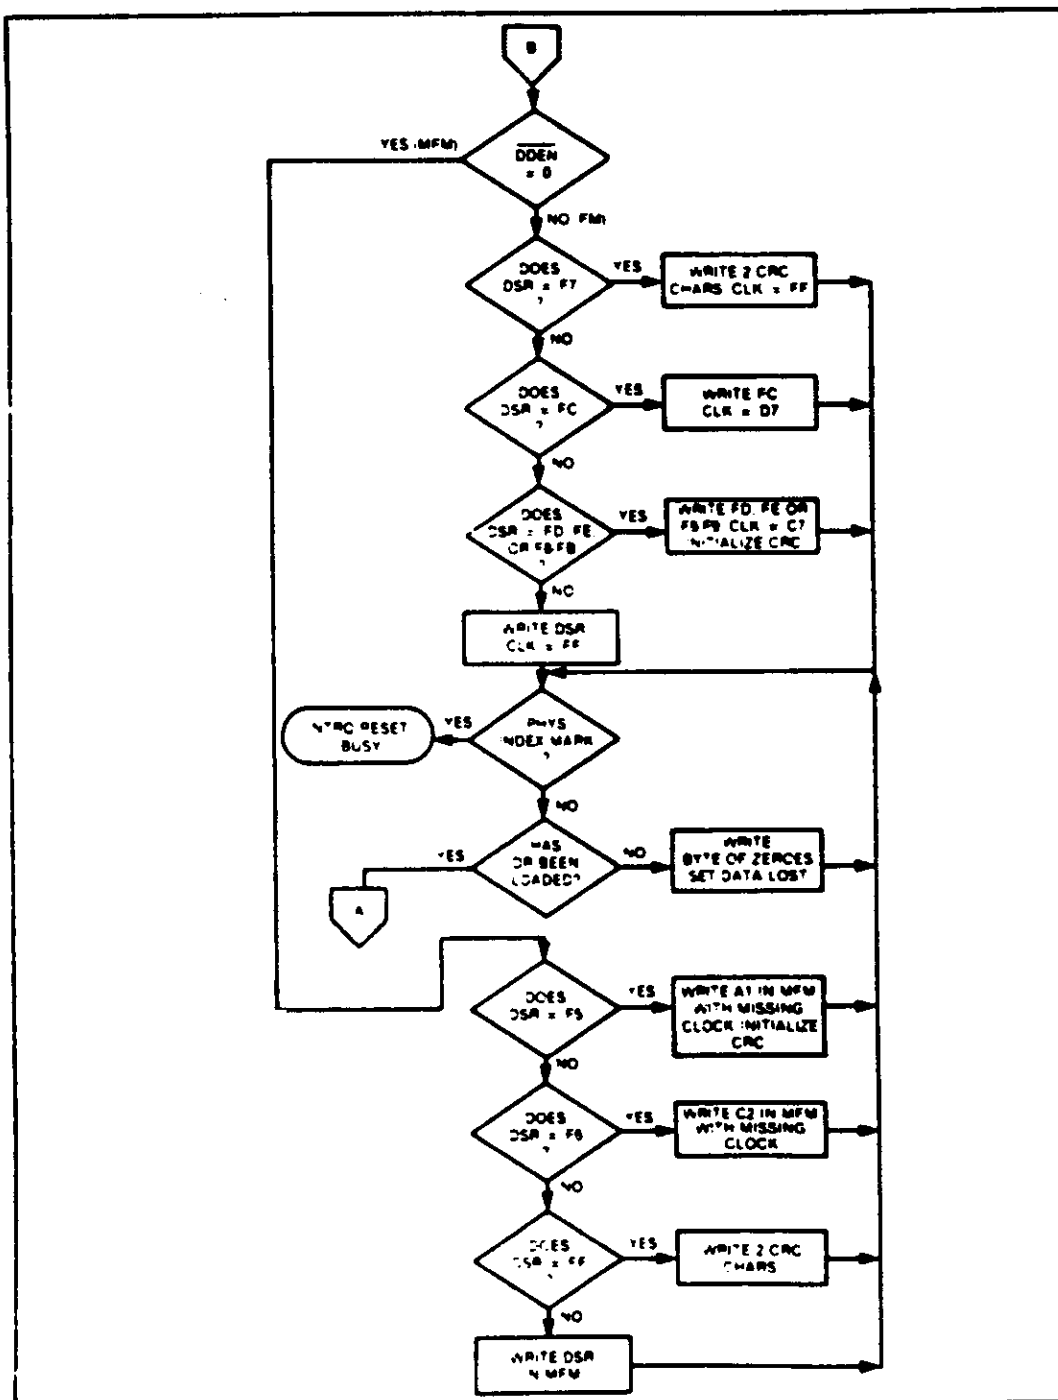 B
YES (MFM)
DDEN
= 0
NO (FM)
DOES
DSR = F7
?
YES
WRITE 2 CRC
CHARS CLK = FF
NO
DOES
DSR = FC
?
YES
WRITE FC
CLK = D7
NO
DOES
DSR = FD, FE
OR F8-FB
?
YES
WRITE FD, FE OR
F8-FB, CLK = C7
INITIALIZE CRC
NO
WRITE DSR
CLK = FF
PHYS
INDEX MARK
?
YES
INTRQ RESET
BUSY
NO
HAS
DR BEEN
LOADED?
YES
A
NO
WRITE
BYTE OF ZEROES
SET DATA LOST
DOES
DSR = F5
YES
WRITE A1 IN MFM
WITH MISSING
CLOCK INITIALIZE
CRC
NO
DOES
DSR = F6
?
YES
WRITE C2 IN MFM
WITH MISSING
CLOCK
NO
DOES
DSR =
?
YES
WRITE 2 CRC
CHARS
NO
WRITE DSR
IN MFM